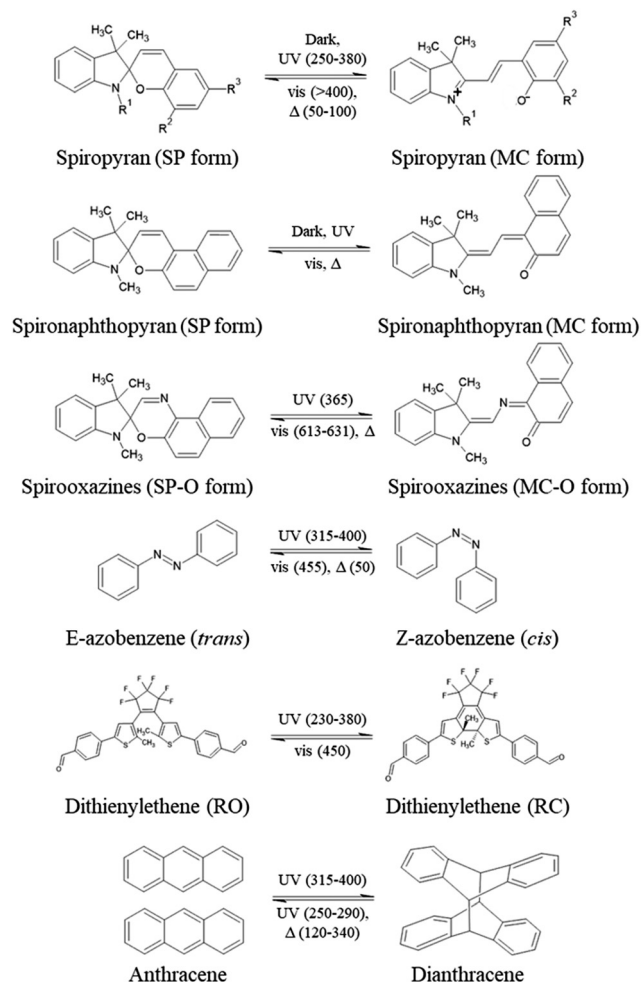 H₃C CH₃
N
R¹
O
R²
R³
Dark,
UV (250-380)
vis (>400),
Δ (50-100)
H₃C CH₃
N
+
R¹
O⁻
R²
R³
Spiropyran (SP form)
Spiropyran (MC form)
H₃C CH₃
N
CH₃
O
Dark, UV
vis, Δ
H₃C CH₃
N
CH₃
O
Spironaphthopyran (SP form)
Spironaphthopyran (MC form)
H₃C CH₃
N
N
CH₃
O
UV (365)
vis (613-631), Δ
H₃C CH₃
N
N
CH₃
O
Spirooxazines (SP-O form)
Spirooxazines (MC-O form)
N
N
UV (315-400)
vis (455), Δ (50)
N
N
E-azobenzene (trans)
Z-azobenzene (cis)
F F F F F F
H₃C
S CH₃ S
O O
UV (230-380)
vis (450)
F F F F F F
CH₃
S H₃C S
O O
Dithienylethene (RO)
Dithienylethene (RC)
UV (315-400)
UV (250-290),
Δ (120-340)
Anthracene
Dianthracene